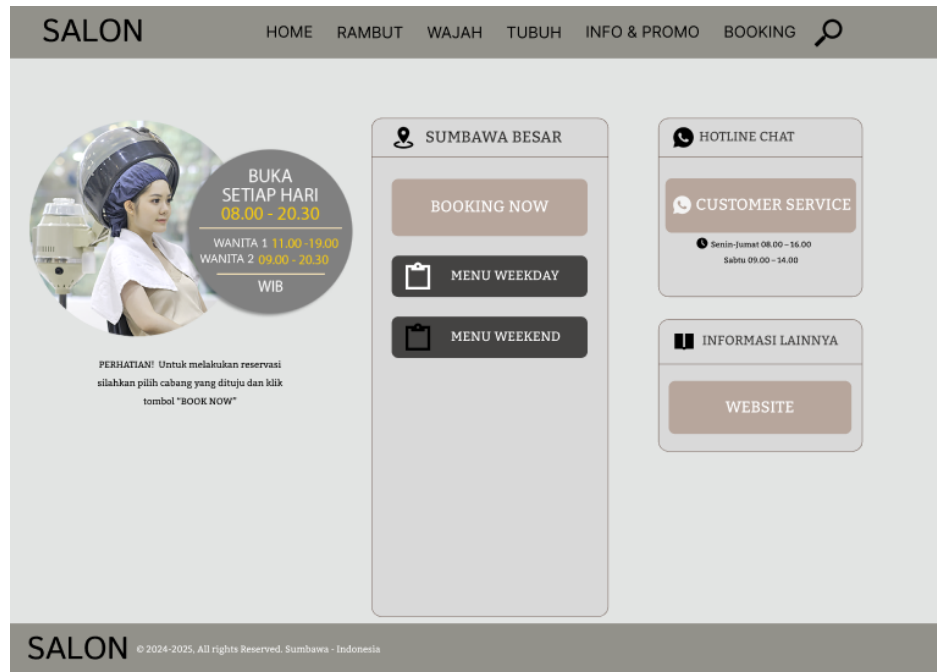 SALON
HOME RAMBUT WAJAH TUBUH INFO & PROMO BOOKING
BUKA
SETIAP HARI
08.00 - 20.30
WANITA 1 11.00 -19.00
WANITA 2 09.00 - 20.30
WIB
PERHATIAN! Untuk melakukan reservasi
silahkan pilih cabang yang dituju dan klik
tombol "BOOK NOW"
SUMBAWA BESAR
BOOKING NOW
MENU WEEKDAY
MENU WEEKEND
HOTLINE CHAT
CUSTOMER SERVICE
Senin-Jumat 08.00 – 16.00
Sabtu 09.00 – 14.00
INFORMASI LAINNYA
WEBSITE
SALON © 2024-2025, All rights Reserved. Sumbawa - Indonesia